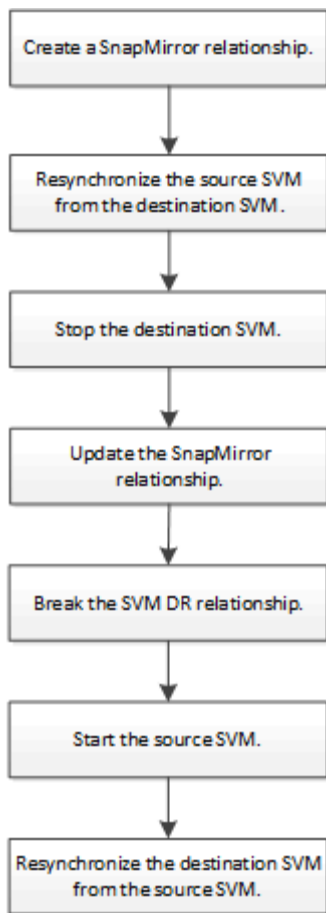 Create a SnapMirror relationship.
Resynchronize the source SVM
from the destination SVM.
Stop the destination SVM.
Update the SnapMirror
relationship.
Break the SVM DR relationship.
Start the source SVM.
Resynchronize the destination SVM
from the source SVM.